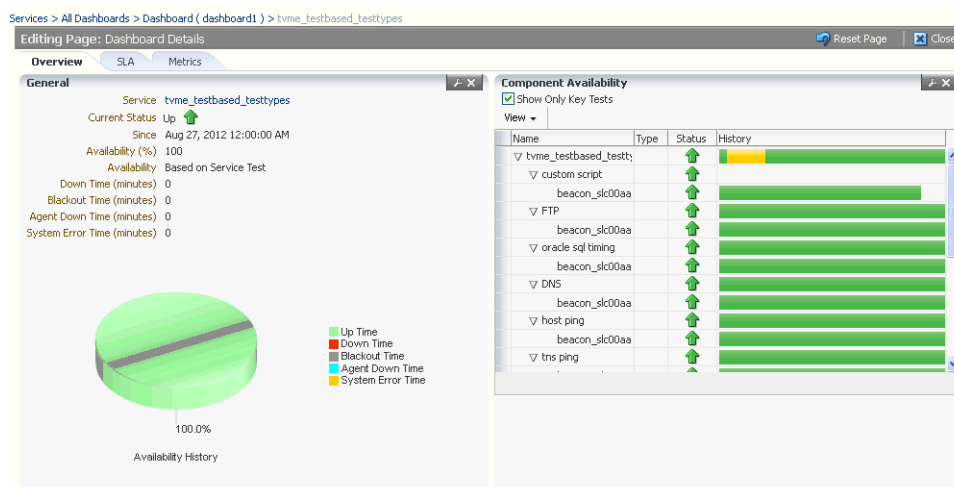 Services > All Dashboards > Dashboard ( dashboard1 ) > tvme_testbased_testtypes
Editing Page: Dashboard Details
Reset Page
Close
Overview
SLA
Metrics
General
Service tvme_testbased_testtypes
Current Status Up
Since Aug 27, 2012 12:00:00 AM
Availability (%) 100
Availability Based on Service Test
Down Time (minutes) 0
Blackout Time (minutes) 0
Agent Down Time (minutes) 0
System Error Time (minutes) 0
Up Time
Down Time
Blackout Time
Agent Down Time
System Error Time
100.0%
Availability History
Component Availability
Show Only Key Tests
View
Name Type Status History
tvme_testbased_testty
custom script
beacon_slc00aa
FTP
beacon_slc00aa
oracle sql timing
beacon_slc00aa
DNS
beacon_slc00aa
host ping
beacon_slc00aa
tns ping